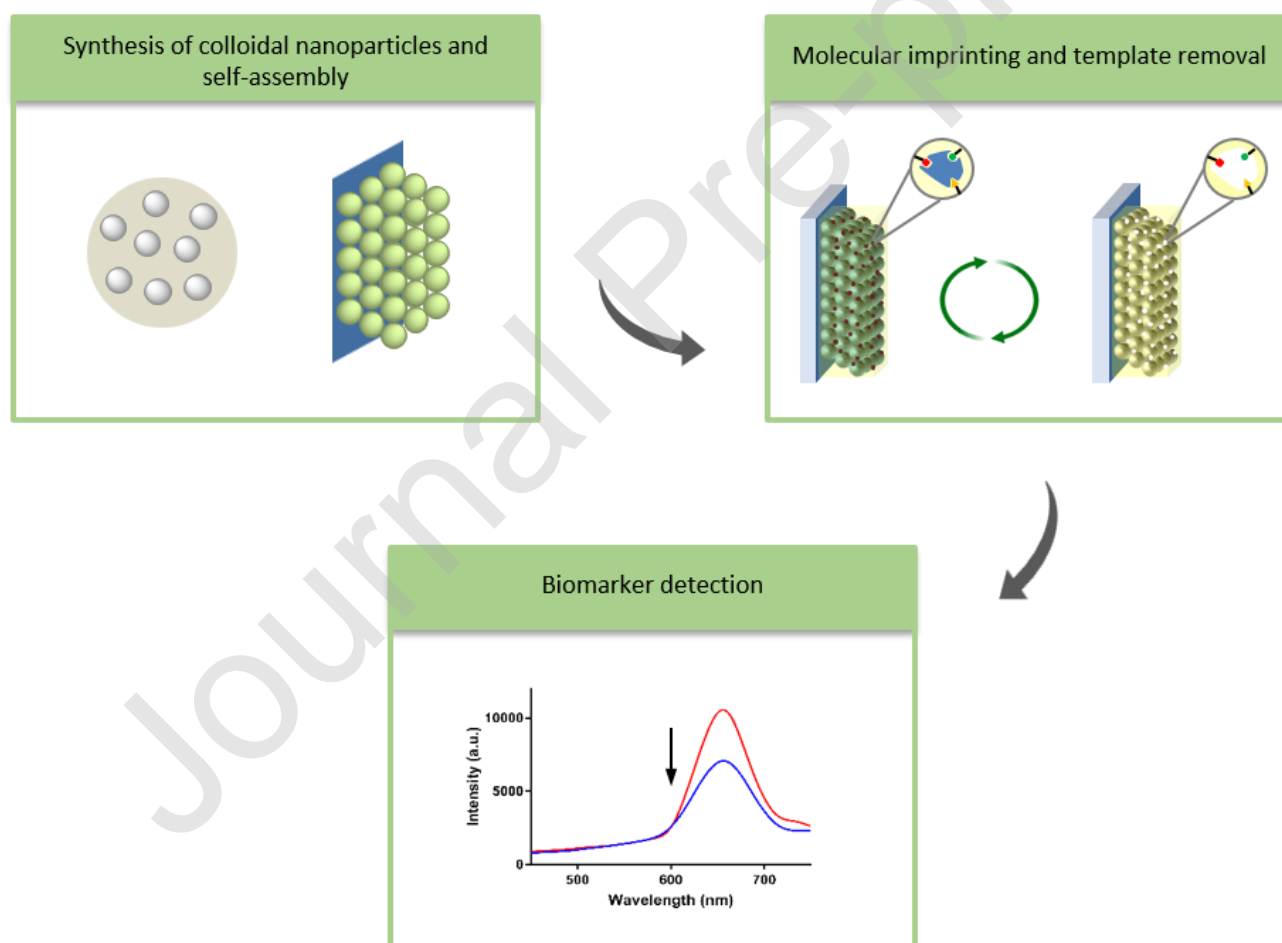 Synthesis of colloidal nanoparticles and
self-assembly
Molecular imprinting and template removal
Journal Pre-p
Biomarker detection
10000
5000
0
Intensity (a.u.)
500
600
700
Wavelength (nm)